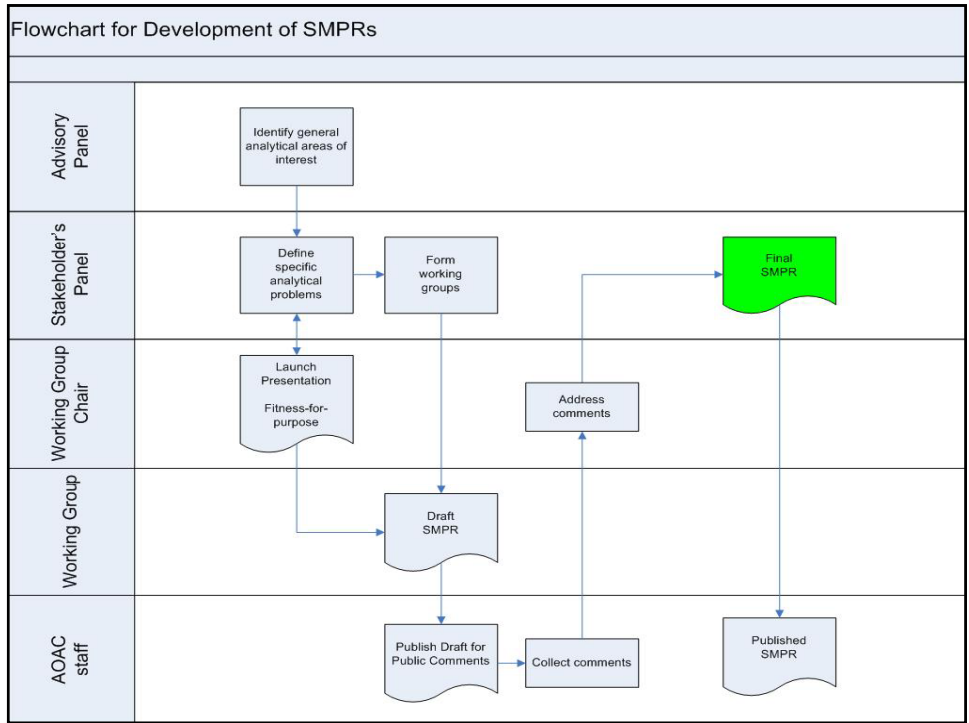 Flowchart for Development of SMPRs
Advisory
Panel
Identify general
analytical areas of
interest
Stakeholder's
Panel
Define
specific
analytical
problems
Form
working
groups
Final
SMPR
Working Group
Chair
Launch
Presentation
Fitness-for-
purpose
Address
comments
Working Group
Draft
SMPR
AOAC
staff
Publish Draft for
Public Comments
Collect comments
Published
SMPR